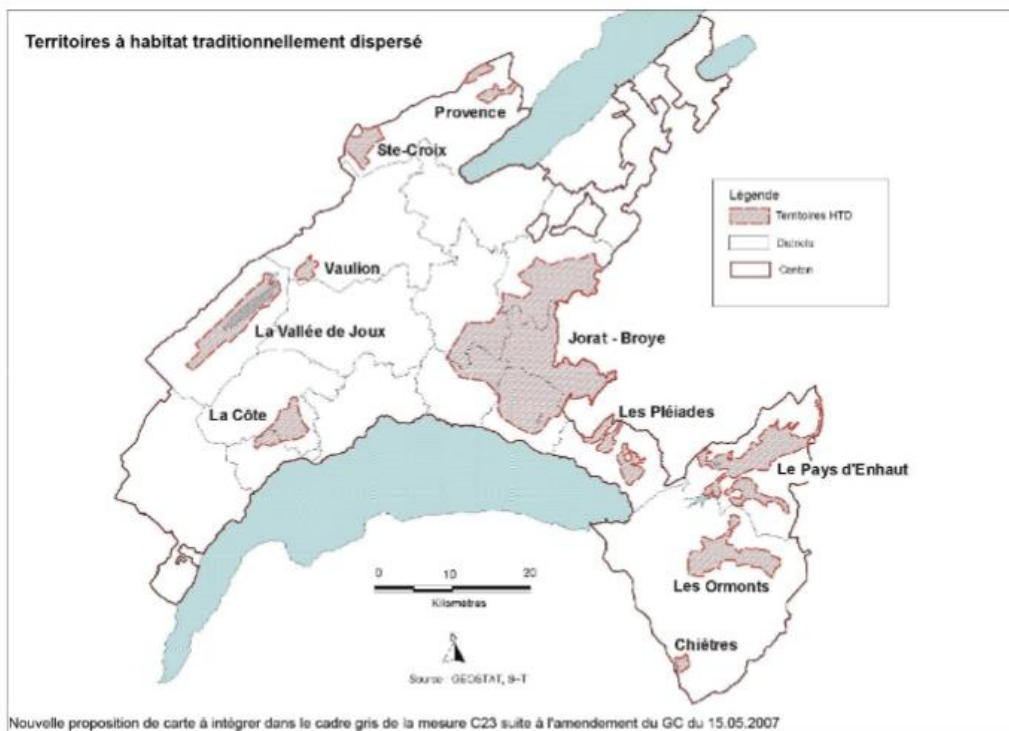 Territoires à habitat traditionnellement dispersé
Provence
Ste-Croix
Légende
Territoires HTD
Districts
Canton
Vaulion
La Vallée de Joux
Jorat - Broye
La Côte
Les Pléiades
Le Pays d'Enhaut
0 10 20
Kilomètres
Les Ormonts
Chiètres
Source : GEOSTAT,
Nouvelle proposition de carte à intégrer dans le cadre gris de la mesure C23 suite à l'amendement du GC du 15.05.2007